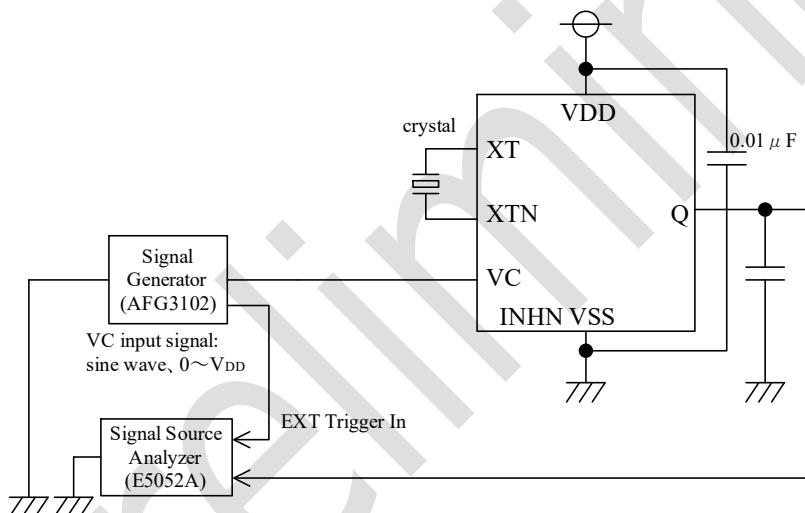 VDD
crystal
0.01 μ F
XT
XTN
Q
Signal
Generator
(AFG3102)
VC
INHN VSS
VC input signal:
sine wave、0～VDD
EXT Trigger In
Signal Source
Analyzer
(E5052A)